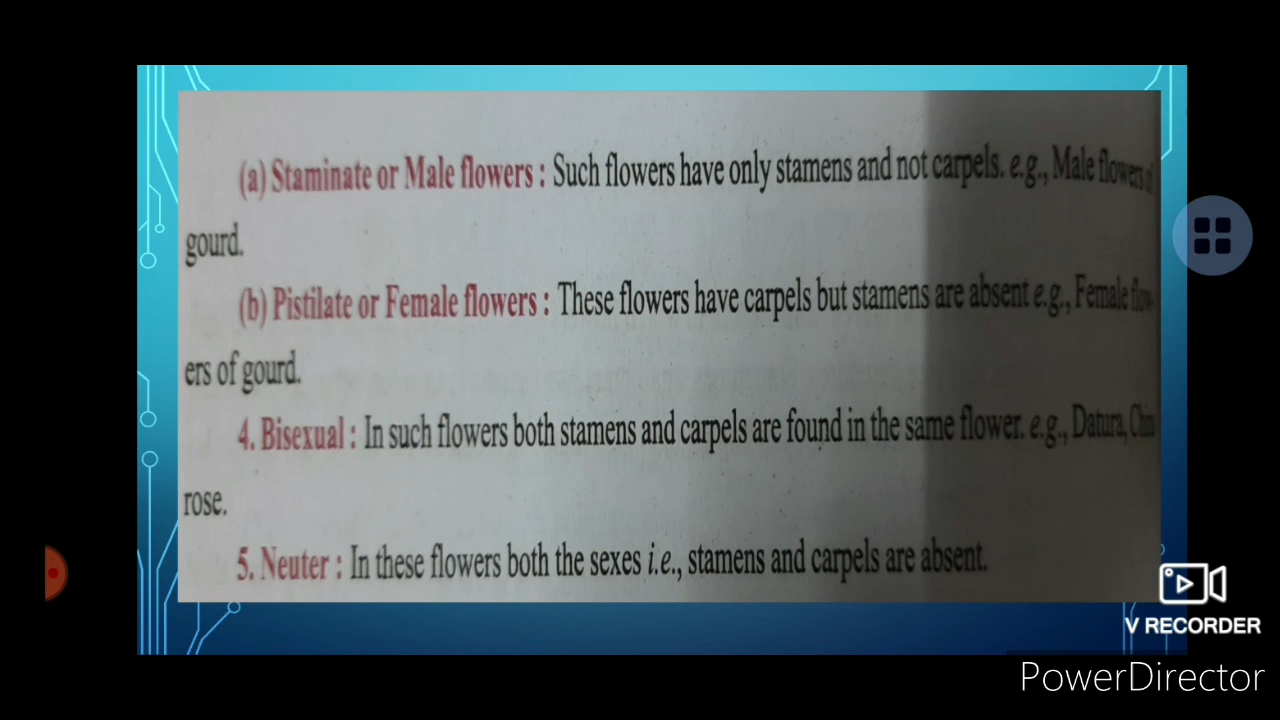 (a) Staminate or Male flowers : Such flowers have only stamens and not carpels. e.g., Male flowers of
gourd.
(b) Pistilate or Female flowers : These flowers have carpels but stamens are absent e.g., Female flow-
ers of gourd.
4. Bisexual : In such flowers both stamens and carpels are found in the same flower. e.g., Datura,
rose.
5. Neuter : In these flowers both the sexes i.e., stamens and carpels are absent.
V RECORDER
PowerDirector